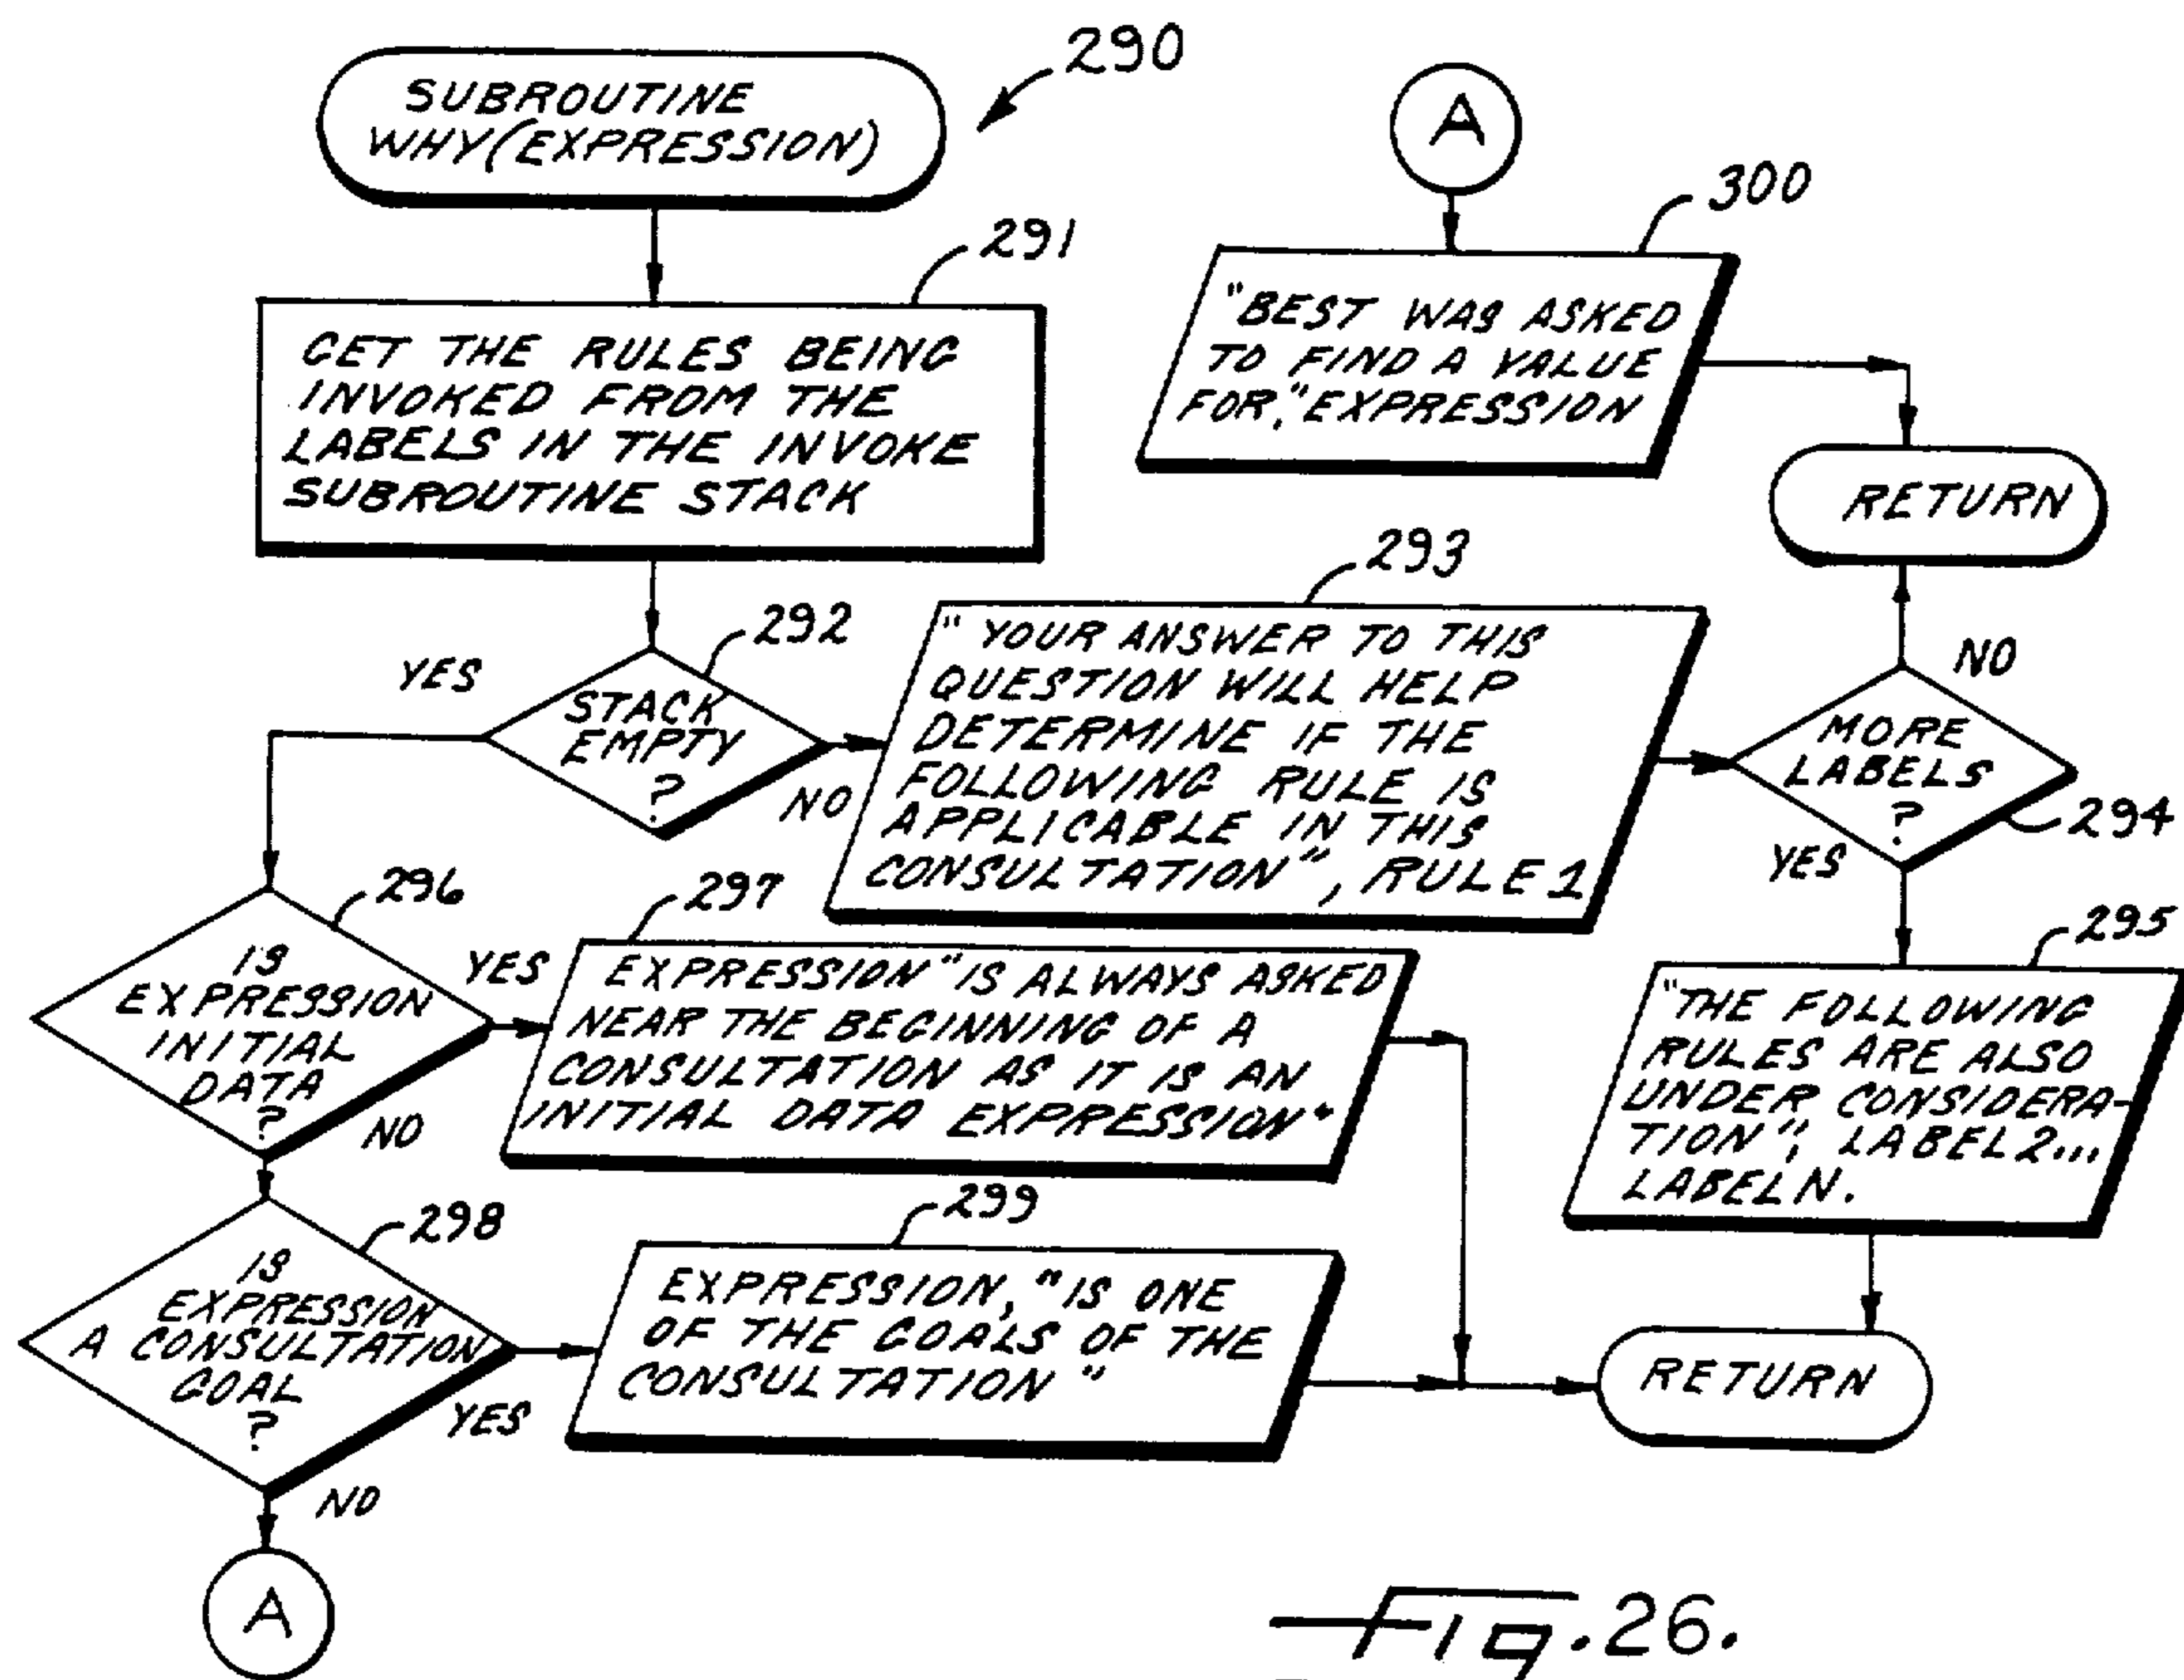 SUBROUTINE
WHY(EXPRESSION)
290
291
GET THE RULES BEING
INVOKED FROM THE
LABELS IN THE INVOKE
SUBROUTINE STACK
292
YES
STACK
EMPTY
?
NO
293
" YOUR ANSWER TO THIS
QUESTION WILL HELP
DETERMINE IF THE
FOLLOWING RULE IS
APPLICABLE IN THIS
CONSULTATION", RULE 1
MORE
LABELS
?
294
NO
YES
RETURN
295
"THE FOLLOWING
RULES ARE ALSO
UNDER CONSIDERA-
TION", LABEL 2...
LABEL N.
296
IS
EXPRESSION
INITIAL
DATA
?
YES
NO
297
EXPRESSION "IS ALWAYS ASKED
NEAR THE BEGINNING OF A
CONSULTATION AS IT IS AN
INITIAL DATA EXPRESSION"
298
IS
EXPRESSION
A CONSULTATION
GOAL
?
YES
NO
299
EXPRESSION, "IS ONE
OF THE GOALS OF THE
CONSULTATION "
RETURN
A
A
300
"BEST WAS ASKED
TO FIND A VALUE
FOR," EXPRESSION
Fig. 26.